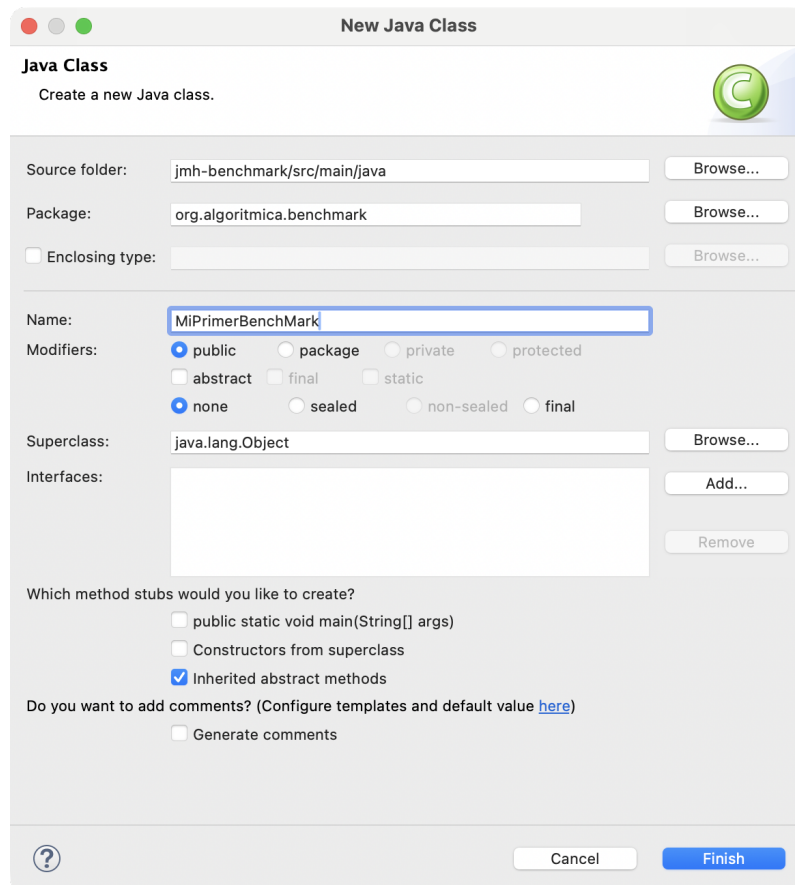 New Java Class
Java Class
Create a new Java class.
C
Source folder: jmh-benchmark/src/main/java Browse...
Package: org.algoritmica.benchmark Browse...
Enclosing type: Browse...
Name: MiPrimerBenchMark
Modifiers: public package private protected
abstract final static
none sealed non-sealed final
Superclass: java.lang.Object Browse...
Interfaces: Add...
Remove
Which method stubs would you like to create?
public static void main(String[] args)
Constructors from superclass
Inherited abstract methods
Do you want to add comments? (Configure templates and default value here)
Generate comments
? Cancel Finish